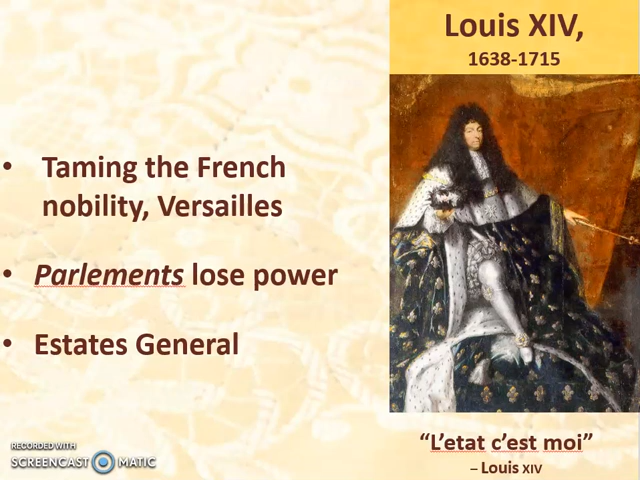 Louis XIV,
1638-1715
• Taming the French
nobility, Versailles
• Parlements lose power
• Estates General
“L’etat c’est moi”
– Louis XIV
RECORDED WITH
SCREENCAST MATIC